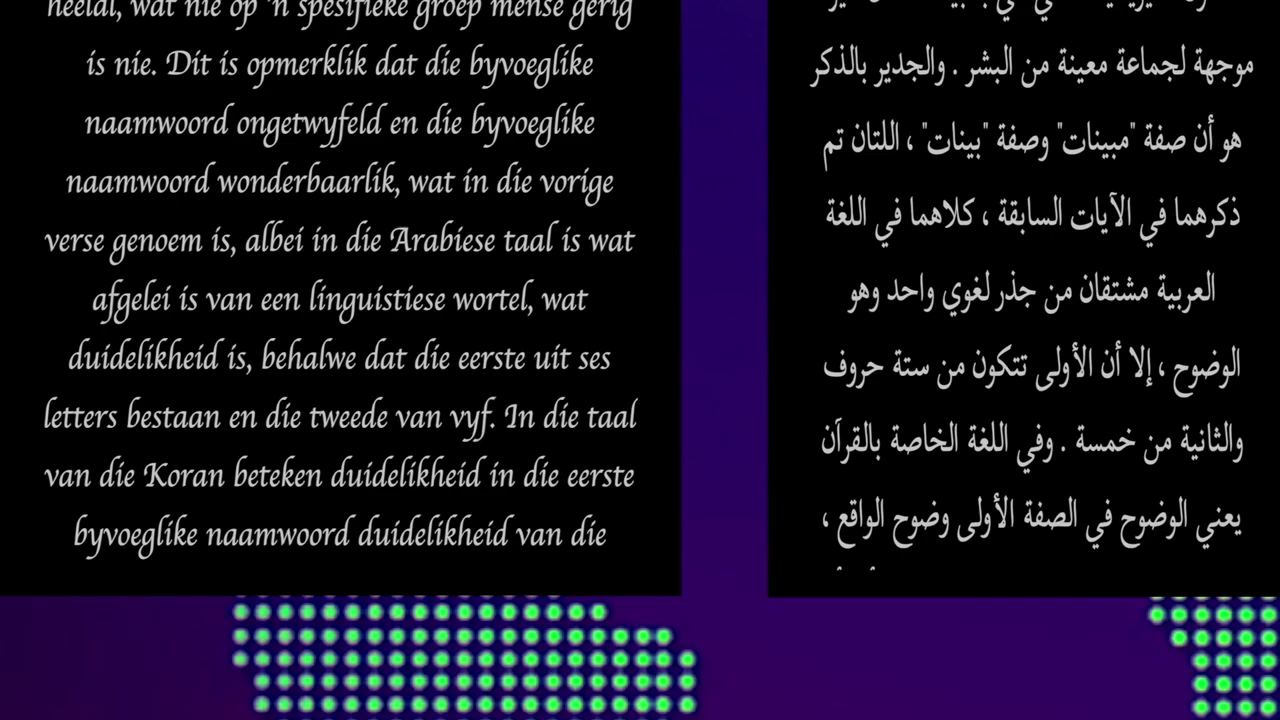 heelal, wat nie op 'n spesifieke groep mense gerig
is nie. Dit is opmerklik dat die byvoeglike
naamwoord ongetwyfeld en die byvoeglike
naamwoord wonderbaarlik, wat in die vorige
verse genoem is, albei in die Arabiese taal is wat
afgelei is van een linguistiese wortel, wat
duidelikheid is, behalwe dat die eerste uit ses
letters bestaan en die tweede van vyf. In die taal
van die Koran beteken duidelikheid in die eerste
byvoeglike naamwoord duidelikheid van die
موجهة لجماعة معينة من البشر . والجدير بالذكر
هو أن صفة "مبينات" وصفة "بينات" ، اللتان تم
ذكرهما في الآيات السابقة ، كلاهما في اللغة
العربية مشتقان من جذر لغوي واحد وهو
الوضوح ، إلا أن الأولى تتكون من ستة حروف
والثانية من خمسة . وفي اللغة الخاصة بالقرآن
يعني الوضوح في الصفة الأولى وضوح الواقع ،